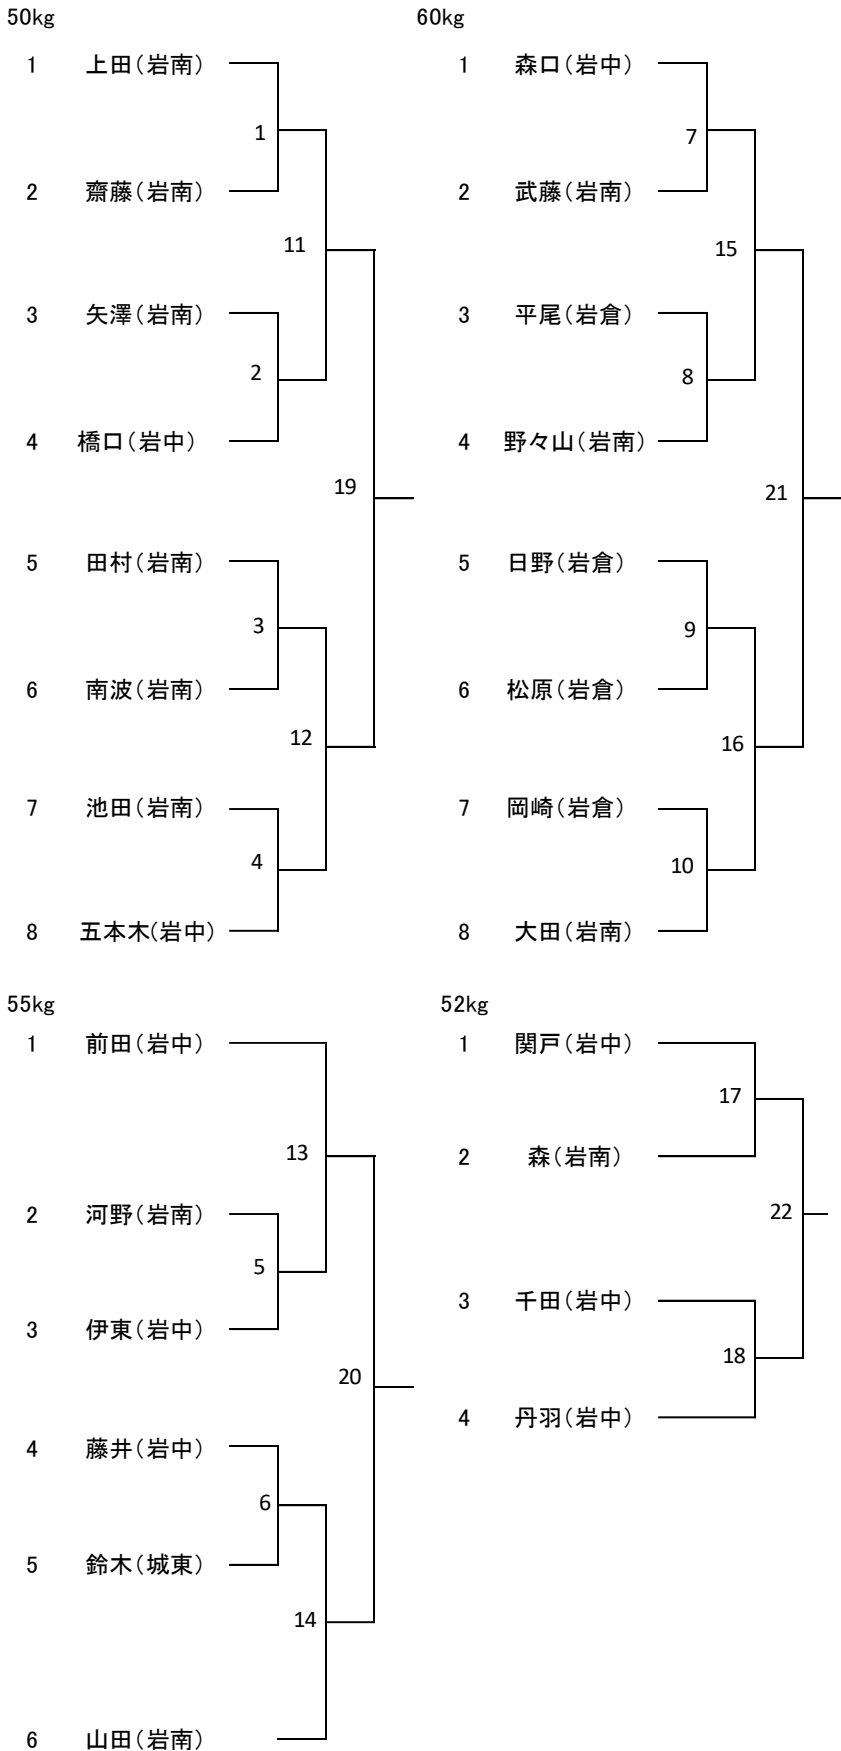 50kg
1 上田(岩南)
1
2 齋藤(岩南)
11
3 矢澤(岩南)
2
4 橋口(岩中)
19
5 田村(岩南)
3
6 南波(岩南)
12
7 池田(岩南)
4
8 五本木(岩中)
60kg
1 森口(岩中)
7
2 武藤(岩南)
15
3 平尾(岩倉)
8
4 野々山(岩南)
21
5 日野(岩倉)
9
6 松原(岩倉)
16
7 岡崎(岩倉)
10
8 大田(岩南)
55kg
1 前田(岩中)
13
2 河野(岩南)
5
3 伊東(岩中)
20
4 藤井(岩中)
6
5 鈴木(城東)
14
6 山田(岩南)
52kg
1 関戸(岩中)
17
2 森(岩南)
22
3 千田(岩中)
18
4 丹羽(岩中)